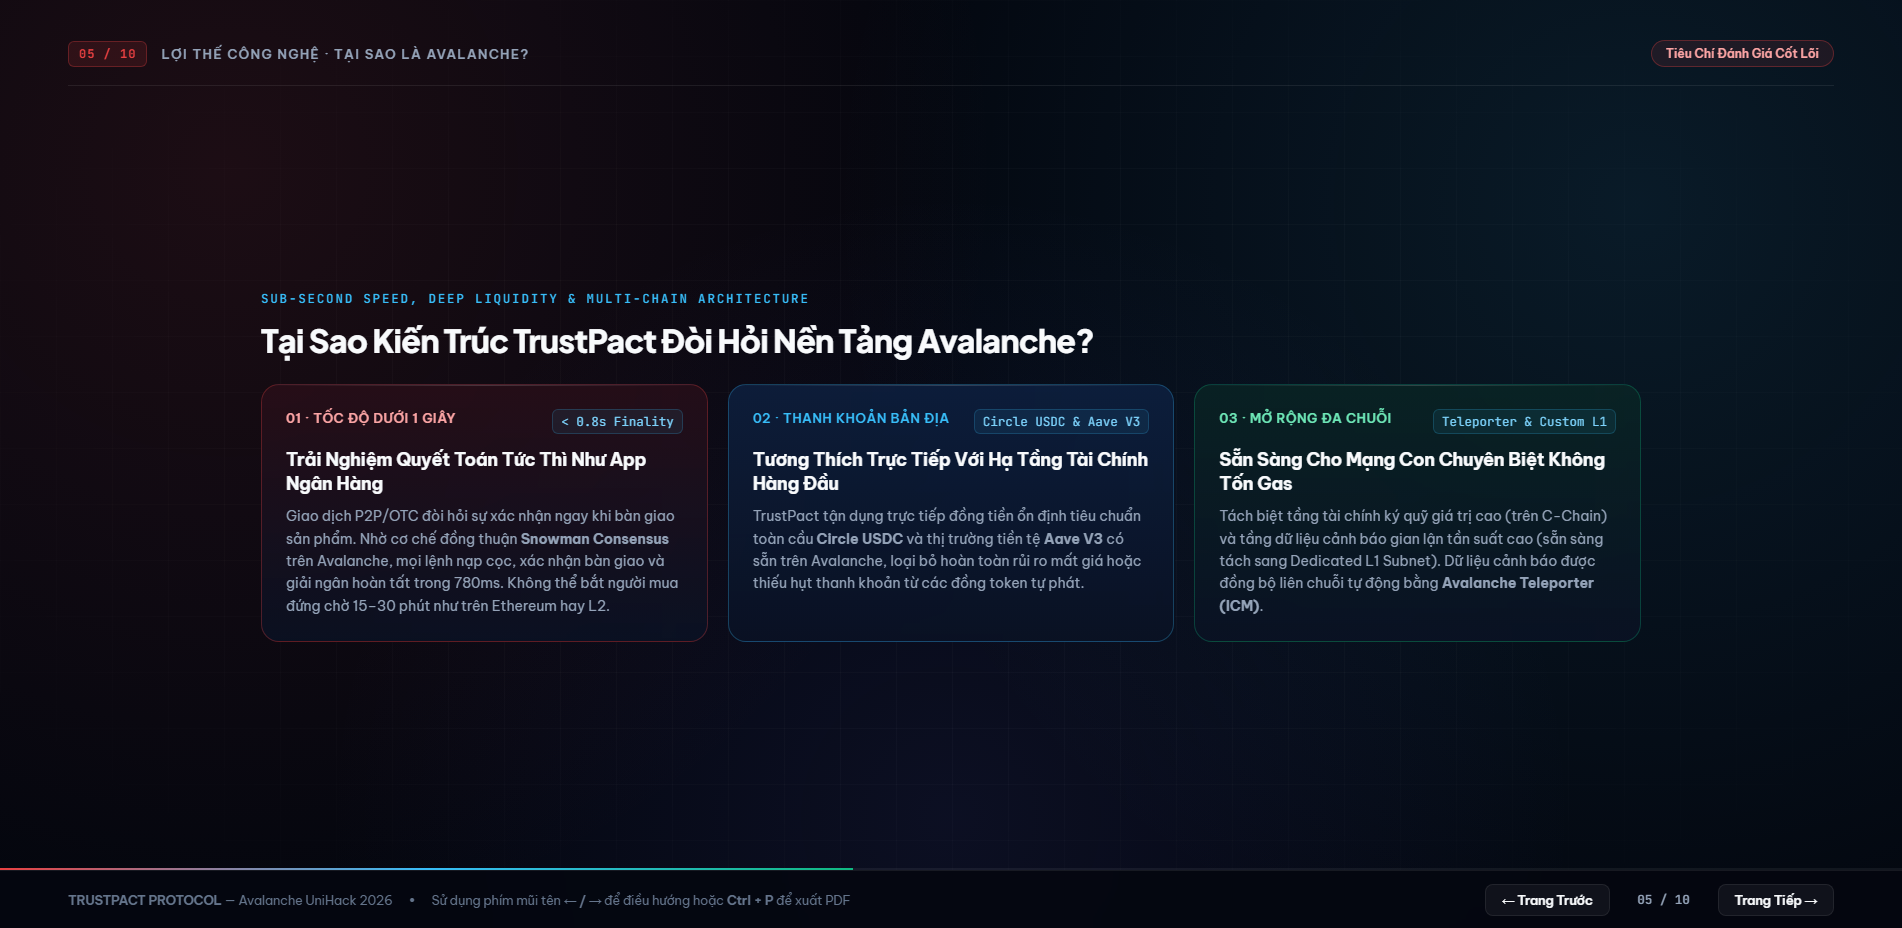 05 / 10 LỢI THẾ CÔNG NGHỆ · TẠI SAO LÀ AVALANCHE?
Tiêu Chí Đánh Giá Cốt Lõi
SUB-SECOND SPEED, DEEP LIQUIDITY & MULTI-CHAIN ARCHITECTURE
Tại Sao Kiến Trúc TrustPact Đòi Hỏi Nền Tảng Avalanche?
01 · TỐC ĐỘ DƯỚI 1 GIÂY
< 0.8s Finality
Trải Nghiệm Quyết Toán Tức Thì Như App
Ngân Hàng
Giao dịch P2P/OTC đòi hỏi sự xác nhận ngay khi bàn giao
sản phẩm. Nhờ cơ chế đồng thuận Snowman Consensus
trên Avalanche, mọi lệnh nạp cọc, xác nhận bàn giao và
giải ngân hoàn tất trong 780ms. Không thể bắt người mua
đứng chờ 15-30 phút như trên Ethereum hay L2.
02 · THANH KHOẢN BẢN ĐỊA
Circle USDC & Aave V3
Tương Thích Trực Tiếp Với Hạ Tầng Tài Chính
Hàng Đầu
TrustPact tận dụng trực tiếp đồng tiền ổn định tiêu chuẩn
toàn cầu Circle USDC và thị trường tiền tệ Aave V3 có
sẵn trên Avalanche, loại bỏ hoàn toàn rủi ro mất giá hoặc
thiếu hụt thanh khoản từ các đồng token tự phát.
03 · MỞ RỘNG ĐA CHUỖI
Teleporter & Custom L1
Sẵn Sàng Cho Mạng Con Chuyên Biệt Không
Tốn Gas
Tách biệt tầng tài chính ký quỹ giá trị cao (trên C-Chain)
và tầng dữ liệu cảnh báo gian lận tần suất cao (sẵn sàng
tách sang Dedicated L1 Subnet). Dữ liệu cảnh báo được
đồng bộ liên chuỗi tự động bằng Avalanche Teleporter
(ICM).
TRUSTPACT PROTOCOL — Avalanche UniHack 2026 • Sử dụng phím mũi tên ← / → để điều hướng hoặc Ctrl + P để xuất PDF
← Trang Trước
05 / 10
Trang Tiếp →